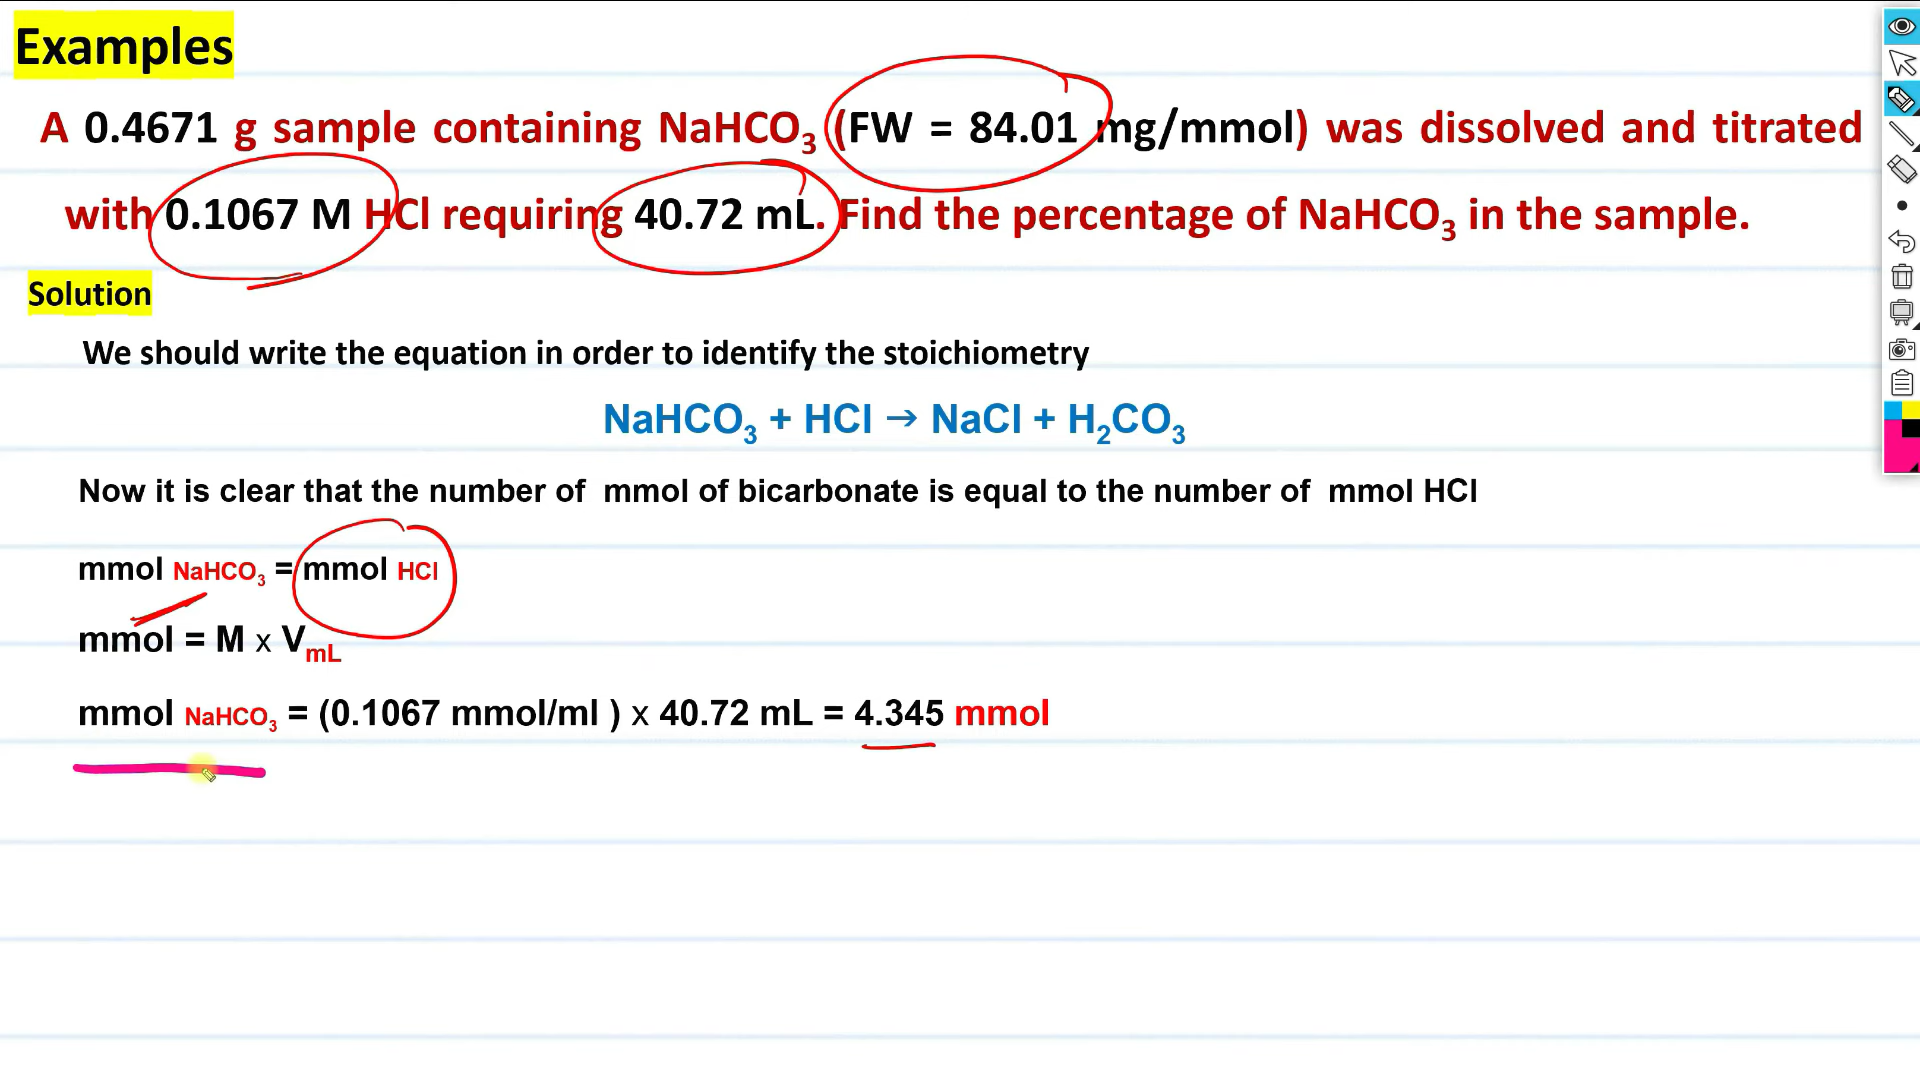 Examples
A 0.4671 g sample containing NaHCO₃ (FW = 84.01 mg/mmol) was dissolved and titrated
with 0.1067 M HCl requiring 40.72 mL. Find the percentage of NaHCO₃ in the sample.
Solution
We should write the equation in order to identify the stoichiometry
NaHCO₃ + HCl → NaCl + H₂CO₃
Now it is clear that the number of mmol of bicarbonate is equal to the number of mmol HCl
mmol NaHCO₃ = mmol HCl
mmol = M x VmL
mmol NaHCO₃ = (0.1067 mmol/ml ) x 40.72 mL = 4.345 mmol